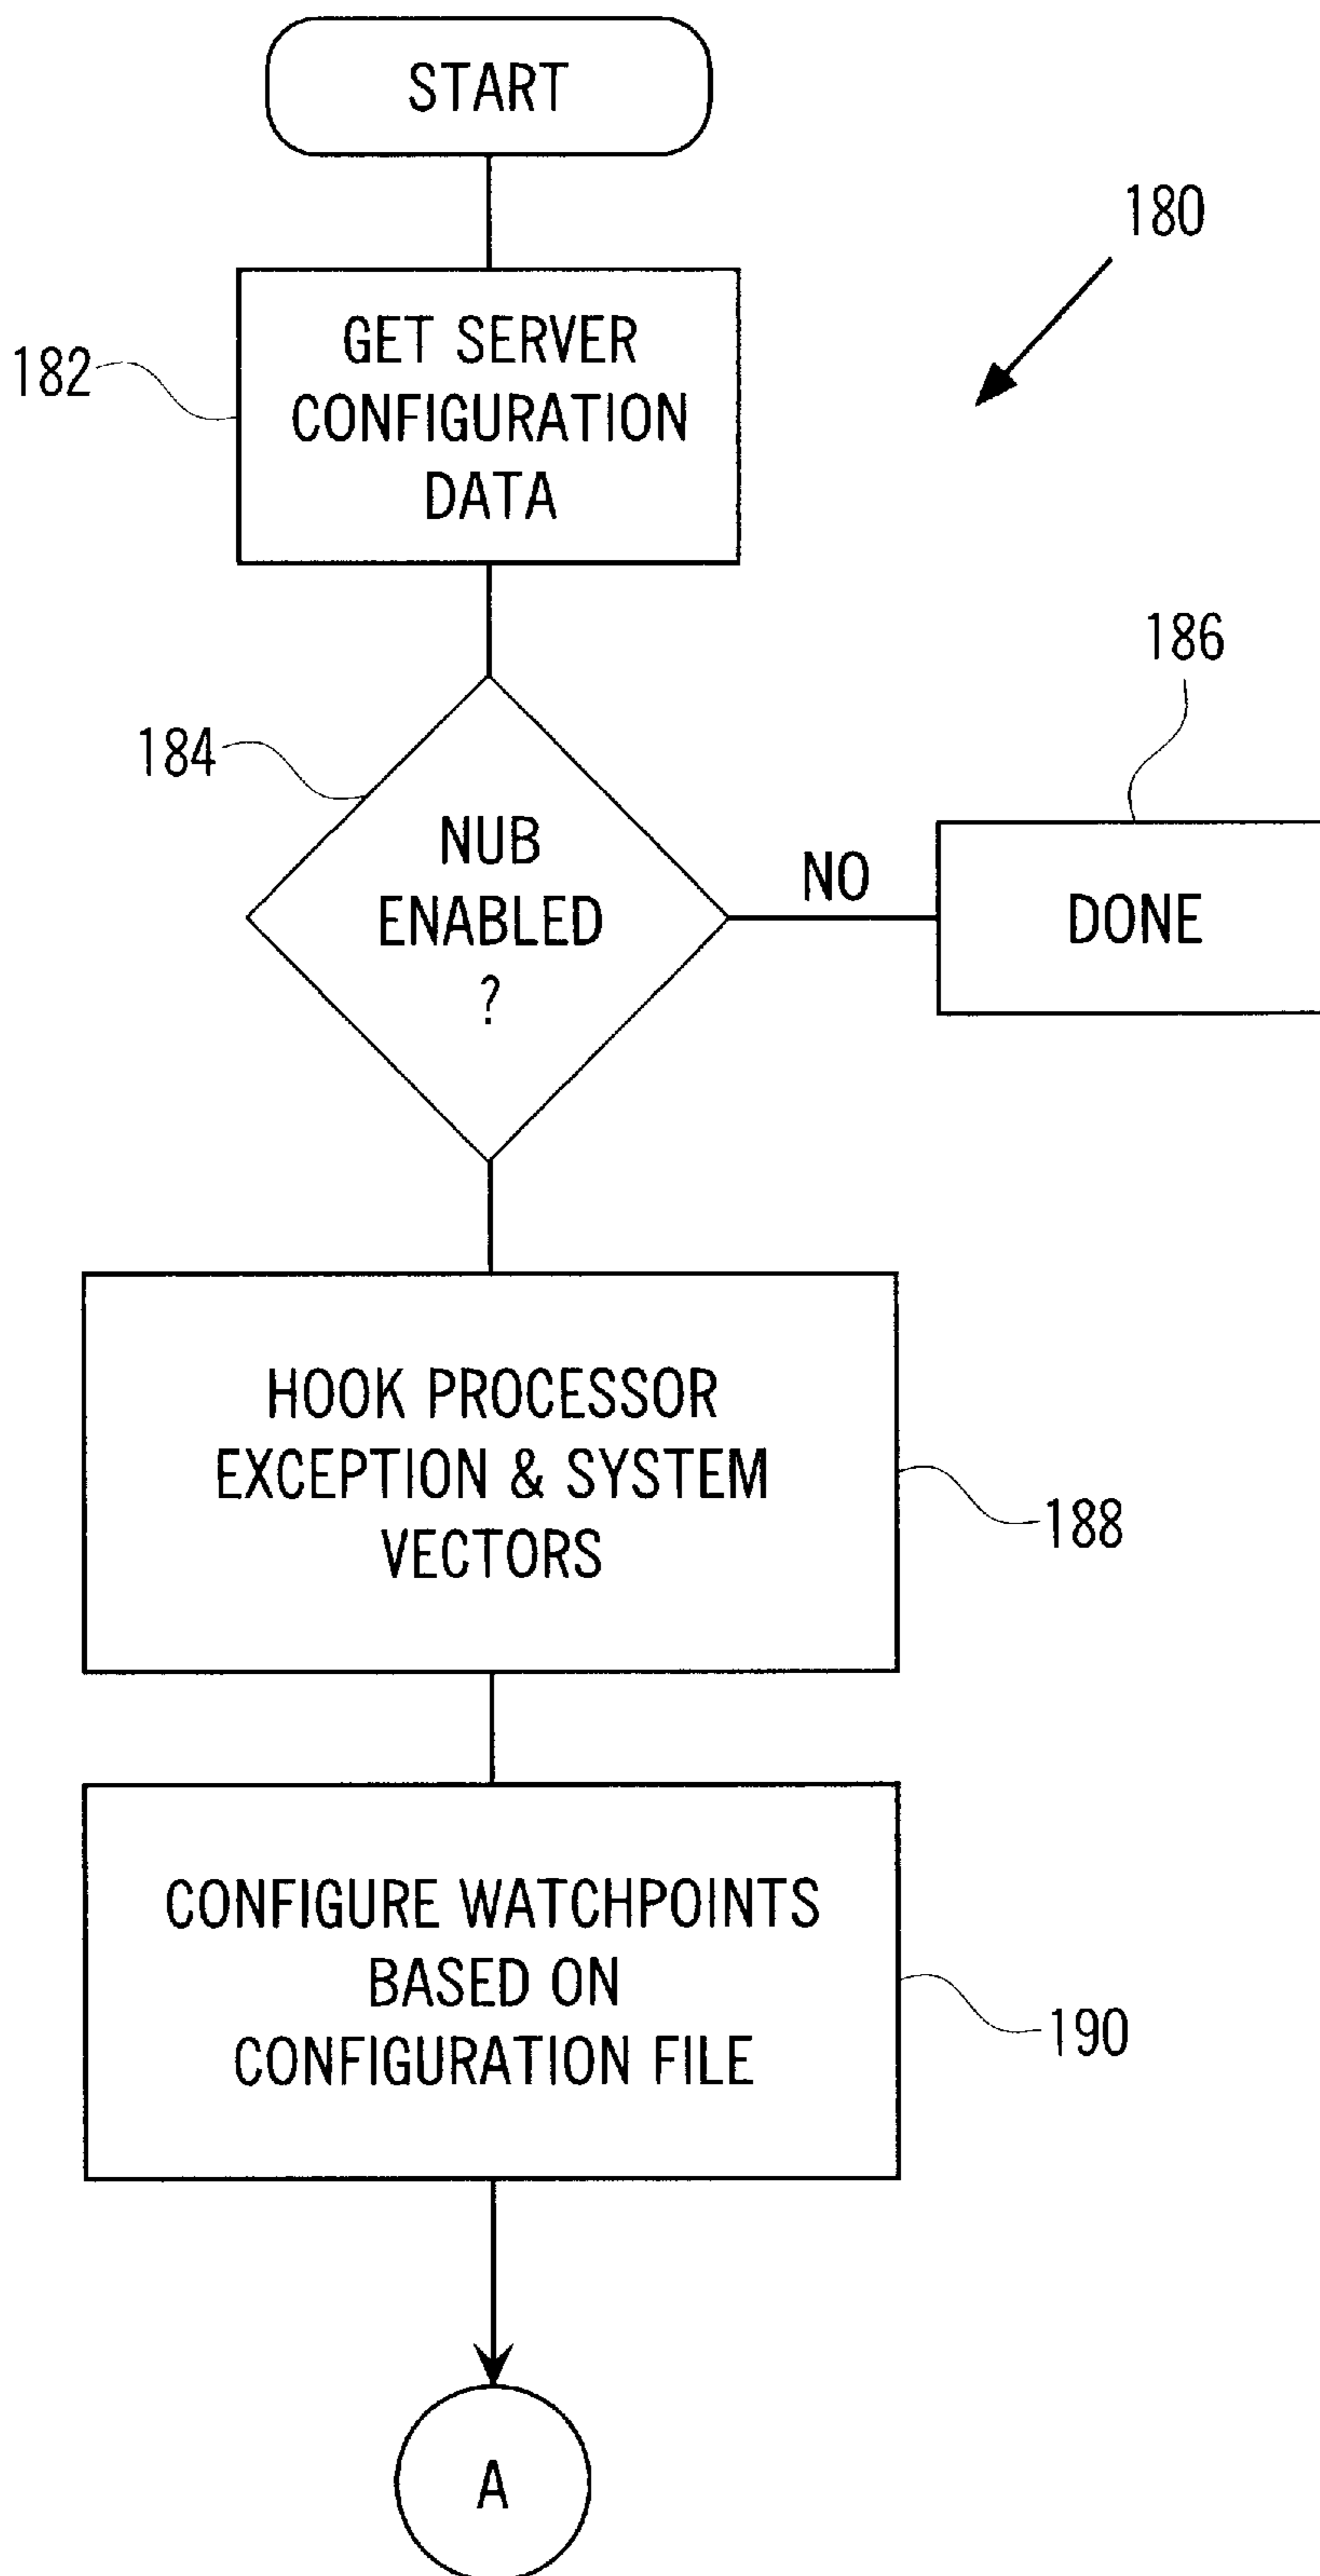 START
180
GET SERVER
CONFIGURATION
DATA
182
186
184
NUB
ENABLED
?
NO
DONE
HOOK PROCESSOR
EXCEPTION & SYSTEM
VECTORS
188
CONFIGURE WATCHPOINTS
BASED ON
CONFIGURATION FILE
190
A